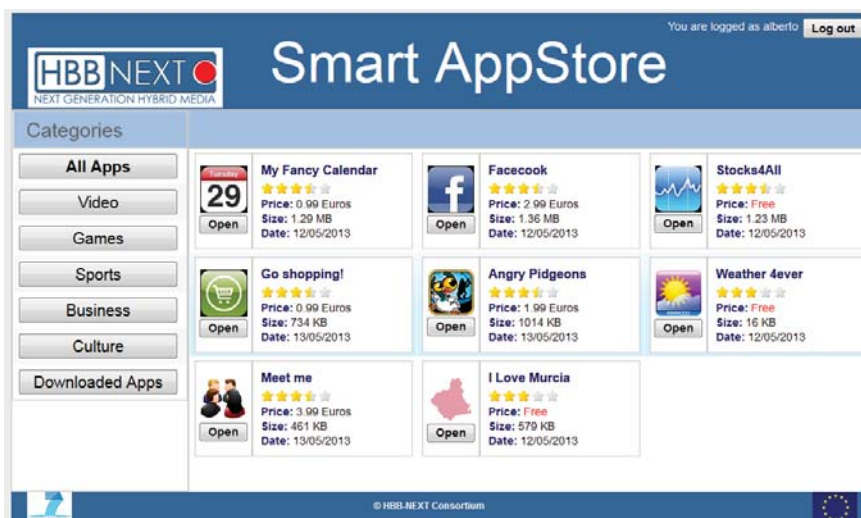 You are logged as alberto Log out
HBB NEXT
NEXT GENERATION HYBRID MEDIA
Smart AppStore
Categories
All Apps
Video
Games
Sports
Business
Culture
Downloaded Apps
Tuesday
29
Open
My Fancy Calendar
Price: 0.99 Euros
Size: 1.29 MB
Date: 12/05/2013
f
Open
Facecook
Price: 2.99 Euros
Size: 1.36 MB
Date: 12/05/2013
Open
Stocks4All
Price: Free
Size: 1.23 MB
Date: 12/05/2013
Open
Go shopping!
Price: 0.99 Euros
Size: 734 KB
Date: 13/05/2013
Open
Angry Pidgeons
Price: 1.99 Euros
Size: 1014 KB
Date: 13/05/2013
Open
Weather 4ever
Price: Free
Size: 16 KB
Date: 12/05/2013
Open
Meet me
Price: 3.99 Euros
Size: 461 KB
Date: 13/05/2013
Open
I Love Murcia
Price: Free
Size: 579 KB
Date: 12/05/2013
© HBB-NEXT Consortium